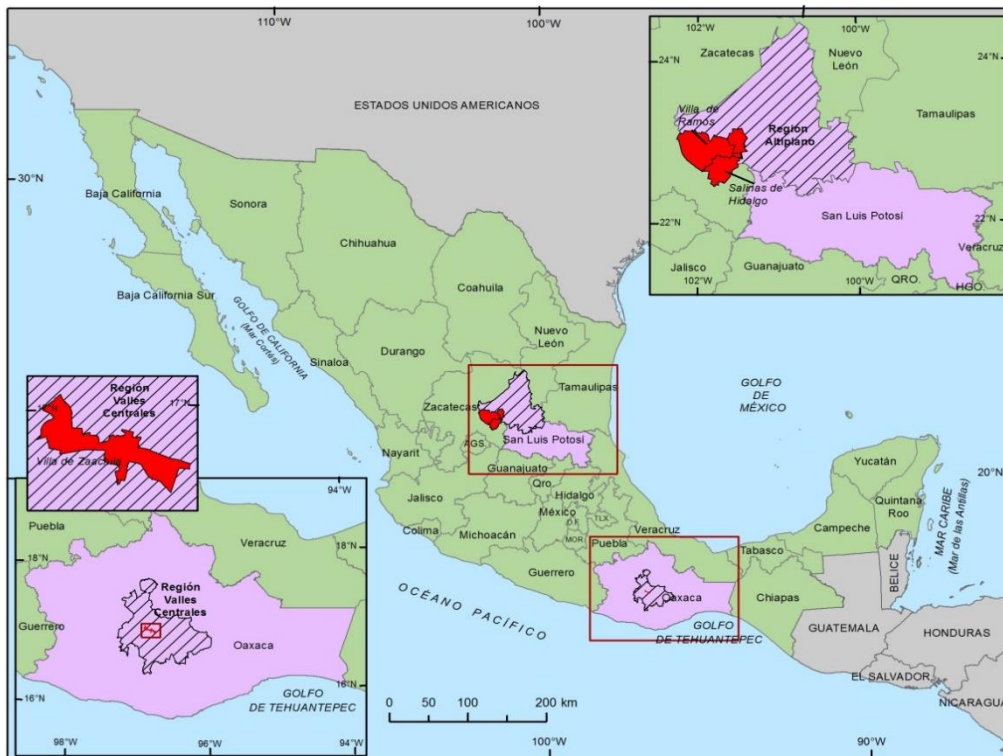 110°W
100°W
ESTADOS UNIDOS AMERICANOS
30°N
Baja California
Sonora
Chihuahua
Coahuila
Baja California Sur
GOLFO DE CALIFORNIA
(Mar Cortés)
Sinaloa
Durango
Nuevo
León
Tamaulipas
Zacatecas
San Luis Potosí
AGS.
Nayarit
Guanajuato
Qro
Jalisco
Hidalgo
México
D.F.
TLX.
Colima
Michoacán
MOR.
Puebla
Veracruz
Guerrero
Oaxaca
Tabasco
Chiapas
Campeche
Yucatán
Quintana
Roo
GOLFO
DE
MÉXICO
20°N
MAR CARIBE
(Mar de las Antillas)
BELICE
GUATEMALA
HONDURAS
EL SALVADOR
NICARAGUA
OCÉANO PACÍFICO
GOLFO
DE TEHUANTEPEC
0 50 100 200 km
100°W
90°W
102°W
100°W
24°N
24°N
Zacatecas
Nuevo
León
Tamaulipas
Villa de
Ramos
Región
Altiplano
Salinas de
Hidalgo
San Luis Potosí
22°N
22°N
Veracruz
Jalisco
Guanajuato
QRO.
HGO.
102°W
100°W
Región
Valles
Centrales
17°N
Villa de
94°W
Puebla
Veracruz
18°N
18°N
Región
Valles
Centrales
Guerrero
Oaxaca
16°N
16°N
GOLFO
DE TEHUANTEPEC
98°W
96°W
94°W